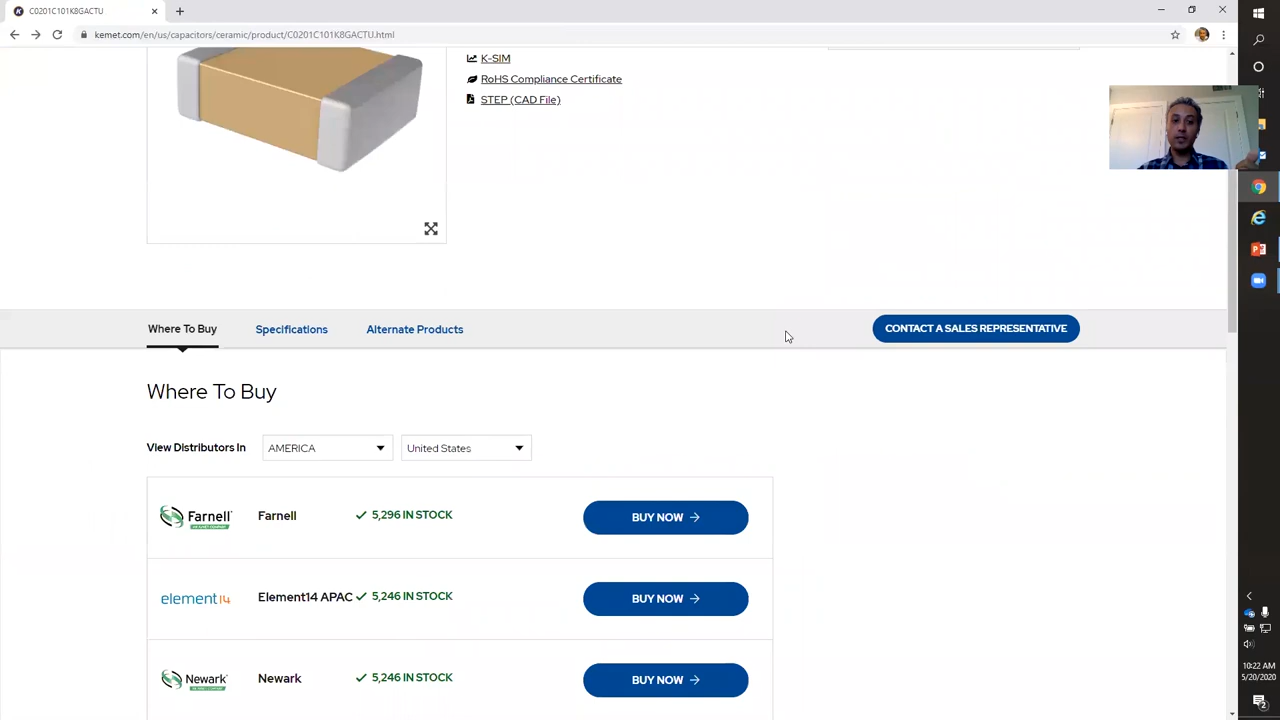 C0201C101K8GACTU
kemet.com/en/us/capacitors/ceramic/product/C0201C101K8GACTU.html
K-SIM
RoHS Compliance Certificate
STEP (CAD File)
Where To Buy
Specifications
Alternate Products
CONTACT A SALES REPRESENTATIVE
Where To Buy
View Distributors In
AMERICA
United States
Farnell
Farnell
5,296 IN STOCK
BUY NOW
element14
Element14 APAC
5,246 IN STOCK
BUY NOW
Newark
Newark
5,246 IN STOCK
BUY NOW
10:22 AM
5/20/2020